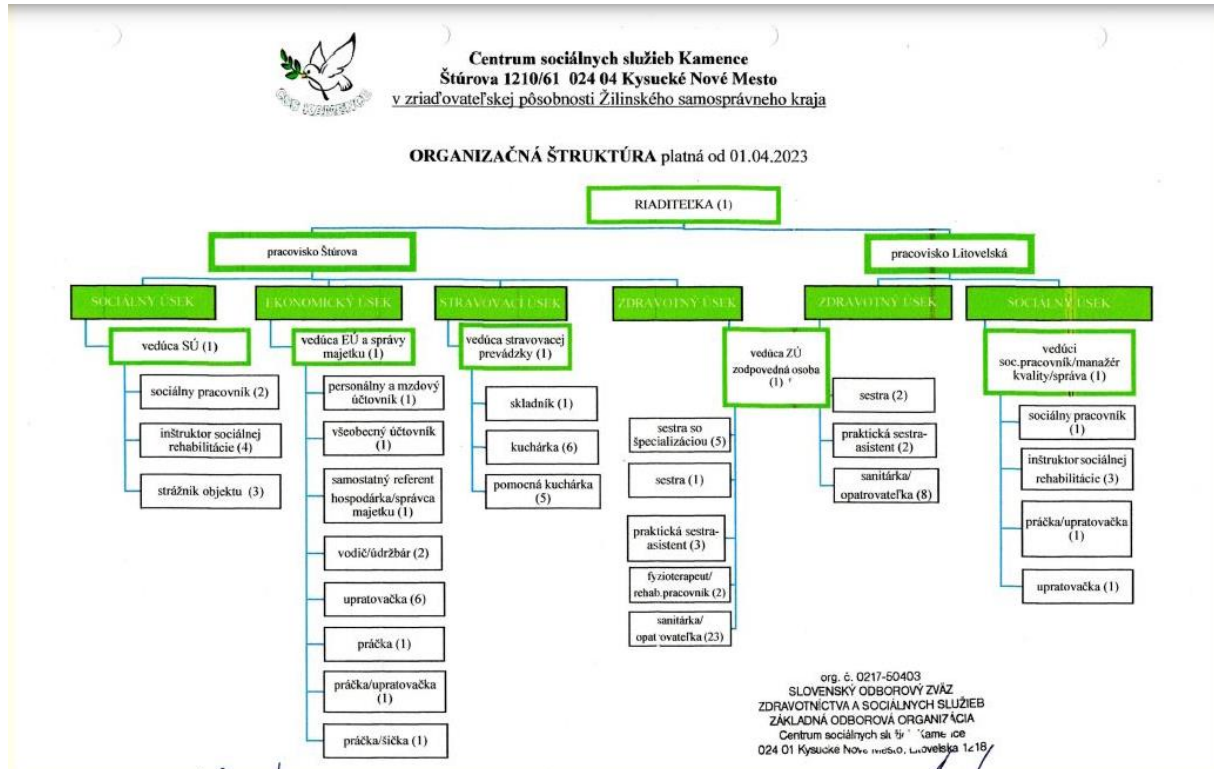 Centrum sociálnych služieb Kamence
Štúrova 1210/61 024 04 Kysucké Nové Mesto
v zriaďovateľskej pôsobnosti Žilinského samosprávneho kraja
ORGANIZAČNÁ ŠTRUKTÚRA platná od 01.04.2023
RIADITEĽKA (1)
pracovisko Štúrova
pracovisko Litovelská
SOCIÁLNY ÚSEK
EKONOMICKÝ ÚSEK
STRAVOVACÍ ÚSEK
ZDRAVOTNÝ ÚSEK
ZDRAVOTNÝ ÚSEK
SOCIÁLNY ÚSEK
vedúca SÚ (1)
sociálny pracovník (2)
inštruktor sociálnej
rehabilitácie (4)
strážnik objektu (3)
vedúca EÚ a správy
majetku (1)
personálny a mzdový
účtovník (1)
všeobecný účtovník
(1)
samostatný referent
hospodárka/správca
majetku (1)
vodič/údržbár (2)
upratovačka (6)
práčka (1)
práčka/upratovačka
(1)
práčka/šička (1)
vedúca stravovacej
prevádzky (1)
skladník (1)
kuchárka (6)
pomocná kuchárka
(5)
vedúca ZÚ
zodpovedná osoba
(1)
sestra so
špecializáciou (5)
sestra (1)
praktická sestra-
asistent (3)
fyzioterapeut/
rehab.pracovník (2)
sanitárka/
opatrovateľka (23)
sestra (2)
praktická sestra-
asistent (2)
sanitárka/
opatrovateľka (8)
vedúci
soc.pracovník/manažér
kvality/správa (1)
sociálny pracovník
(1)
inštruktor sociálnej
rehabilitácie (3)
práčka/upratovačka
(1)
upratovačka (1)
org. č. 0217-50403
SLOVENSKÝ ODBOROVÝ ZVÄZ
ZDRAVOTNÍCTVA A SOCIÁLNYCH SLUŽIEB
ZÁKLADNÁ ODBOROVÁ ORGANIZÁCIA
Centrum sociálnych
024 01 Kysucké Nové Mesto, Litovelská 1218